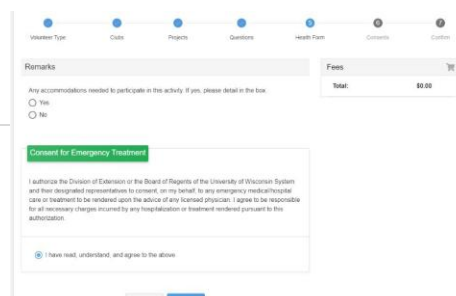 5 6 7
Volunteer Type Clubs Projects Questions Health Form Consents Confirm
Remarks
Fees
Any accommodations needed to participate in this activity. If yes, please detail in the box.
Total: $0.00
Yes
No
Consent for Emergency Treatment
I authorize the Division of Extension or the Board of Regents of the University of Wisconsin System
and their designated representatives to consent, on my behalf, to any emergency medical/hospital
care or treatment to be rendered upon the advice of any licensed physician. I agree to be responsible
for all necessary charges incurred by any hospitalization or treatment rendered pursuant to this
authorization.
I have read, understand, and agree to the above